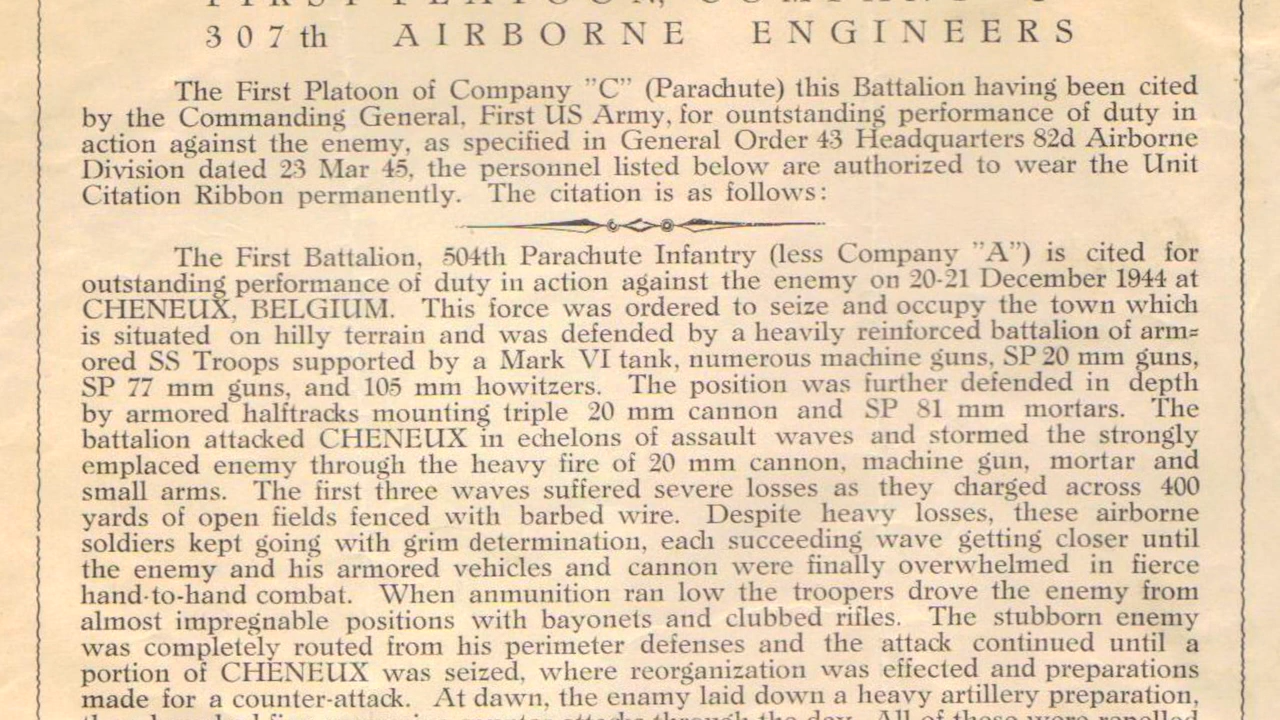 FIRST PLATOON, COMPANY C
307th AIRBORNE ENGINEERS
The First Platoon of Company "C" (Parachute) this Battalion having been cited
by the Commanding General, First US Army, for ountstanding performance of duty in
action against the enemy, as specified in General Order 43 Headquarters 82d Airborne
Division dated 23 Mar 45, the personnel listed below are authorized to wear the Unit
Citation Ribbon permanently. The citation is as follows:
The First Battalion, 504th Parachute Infantry (less Company "A") is cited for
outstanding performance of duty in action against the enemy on 20-21 December 1944 at
CHENEUX, BELGIUM. This force was ordered to seize and occupy the town which
is situated on hilly terrain and was defended by a heavily reinforced battalion of arm=
ored SS Troops supported by a Mark VI tank, numerous machine guns, SP 20 mm guns,
SP 77 mm guns, and 105 mm howitzers. The position was further defended in depth
by armored halftracks mounting triple 20 mm cannon and SP 81 mm mortars. The
battalion attacked CHENEUX in echelons of assault waves and stormed the strongly
emplaced enemy through the heavy fire of 20 mm cannon, machine gun, mortar and
small arms. The first three waves suffered severe losses as they charged across 400
yards of open fields fenced with barbed wire. Despite heavy losses, these airborne
soldiers kept going with grim determination, each succeeding wave getting closer until
the enemy and his armored vehicles and cannon were finally overwhelmed in fierce
hand-to-hand combat. When anmunition ran low the troopers drove the enemy from
almost impregnable positions with bayonets and clubbed rifles. The stubborn enemy
was completely routed from his perimeter defenses and the attack continued until a
portion of CHENEUX was seized, where reorganization was effected and preparations
made for a counter-attack. At dawn, the enamy laid down a heavy artillery preparation,
through the day. All of these were repelled